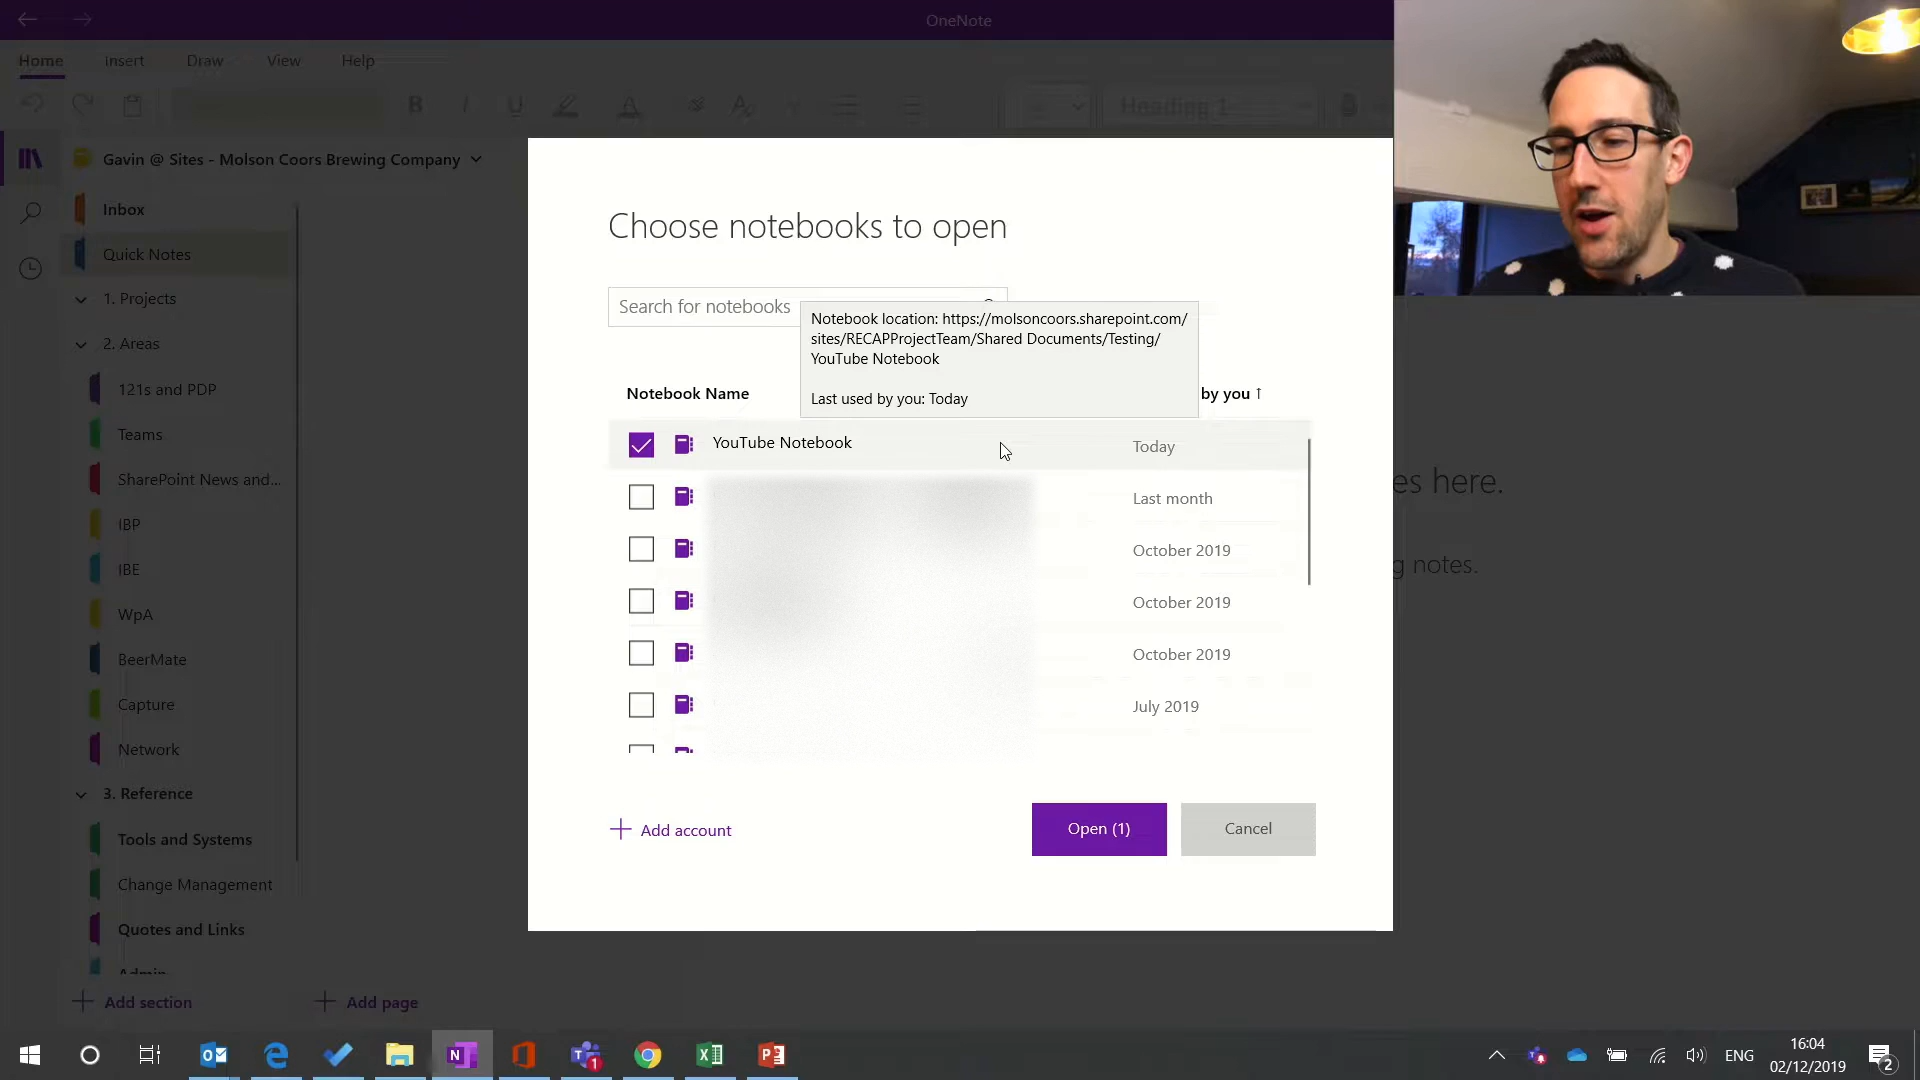 OneNote
Home Insert Draw View Help
B I U Heading 1
Gavin @ Sites - Molson Coors Brewing Company
Inbox
Quick Notes
1. Projects
2. Areas
121s and PDP
Teams
SharePoint News and...
IBP
IBE
WpA
BeerMate
Capture
Network
3. Reference
Tools and Systems
Change Management
Quotes and Links
Admin
Add section
Add page
Choose notebooks to open
Search for notebooks
Notebook location: https://molsoncoors.sharepoint.com/
sites/RECAPProjectTeam/Shared Documents/Testing/
YouTube Notebook
Last used by you: Today
Notebook Name
by you ↑
YouTube Notebook Today
Last month
October 2019
October 2019
October 2019
July 2019
Add account
Open (1)
Cancel
es here.
g notes.
ENG
16:04
02/12/2019
1
2